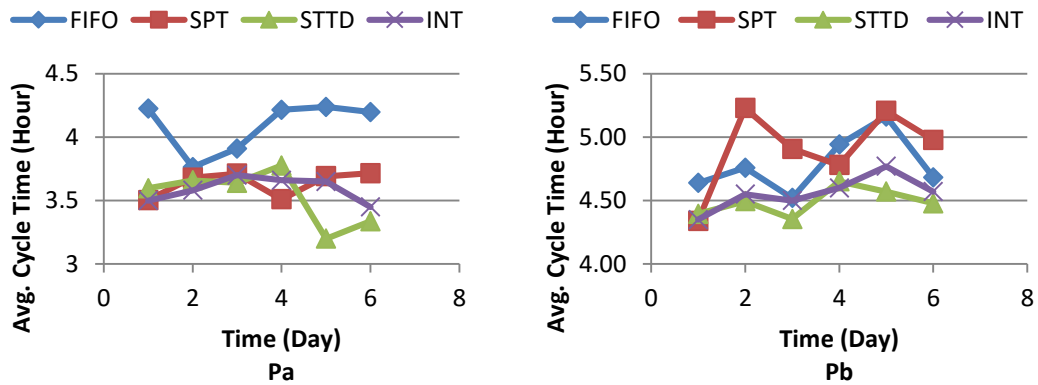 FIFO SPT STTD INT
4.5
4
3.5
3
Avg. Cycle Time (Hour)
0 2 4 6 8
Time (Day)
Pa
FIFO SPT STTD INT
5.50
5.00
4.50
4.00
Avg. Cycle Time (Hour)
0 2 4 6 8
Time (Day)
Pb